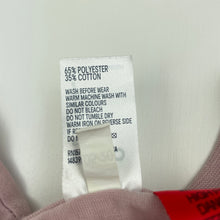 65% POLYESTER
35% COTTON
WASH BEFORE WEAR
WARM MACHINE WASH WITH
SIMILAR COLOURS
DO NOT BLEACH
DO NOT TUMBLE DRY
WARM IRON ON REVERSE SIDE
IF